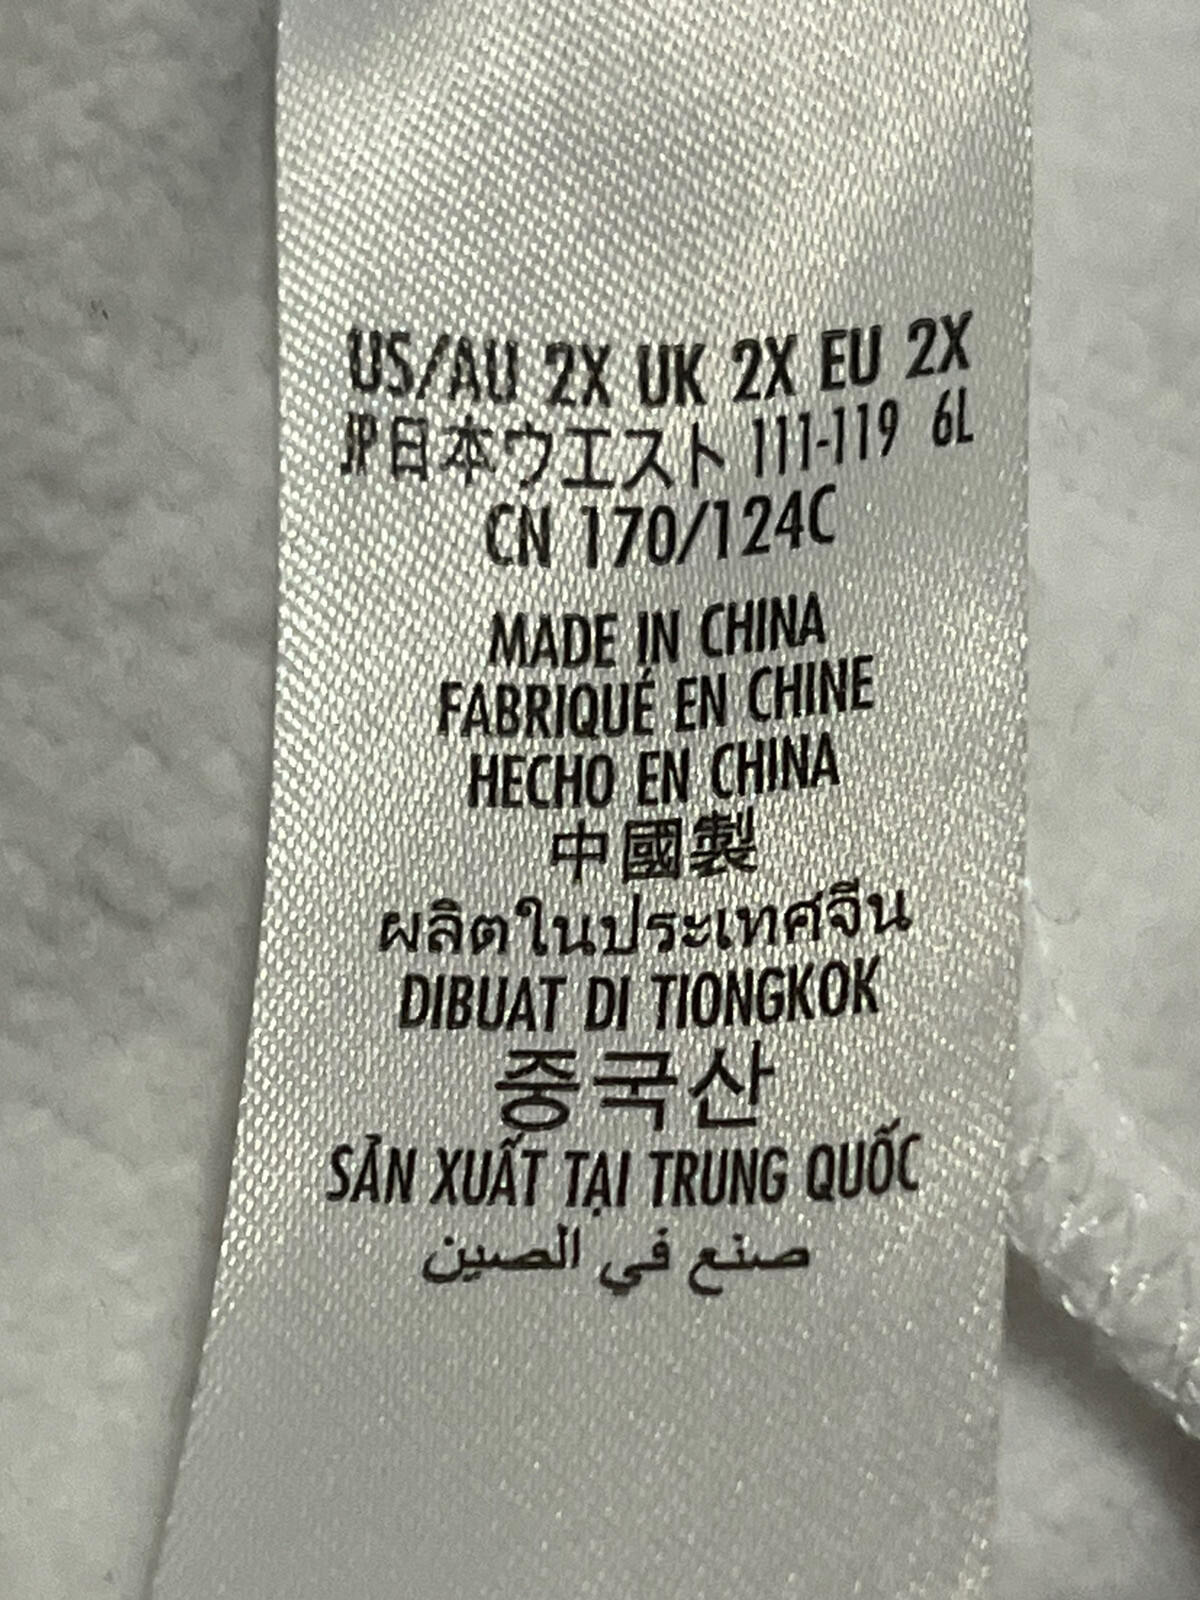 US/AU 2X UK 2X EU 2X
JP日本ウエスト 111-119 6L
CN 170/124C
MADE IN CHINA
FABRIQUÉ EN CHINE
HECHO EN CHINA
中國製
ผลิตในประเทศจีน
DIBUAT DI TIONGKOK
중국산
SẢN XUẤT TẠI TRUNG QUỐC
صنع في الصين